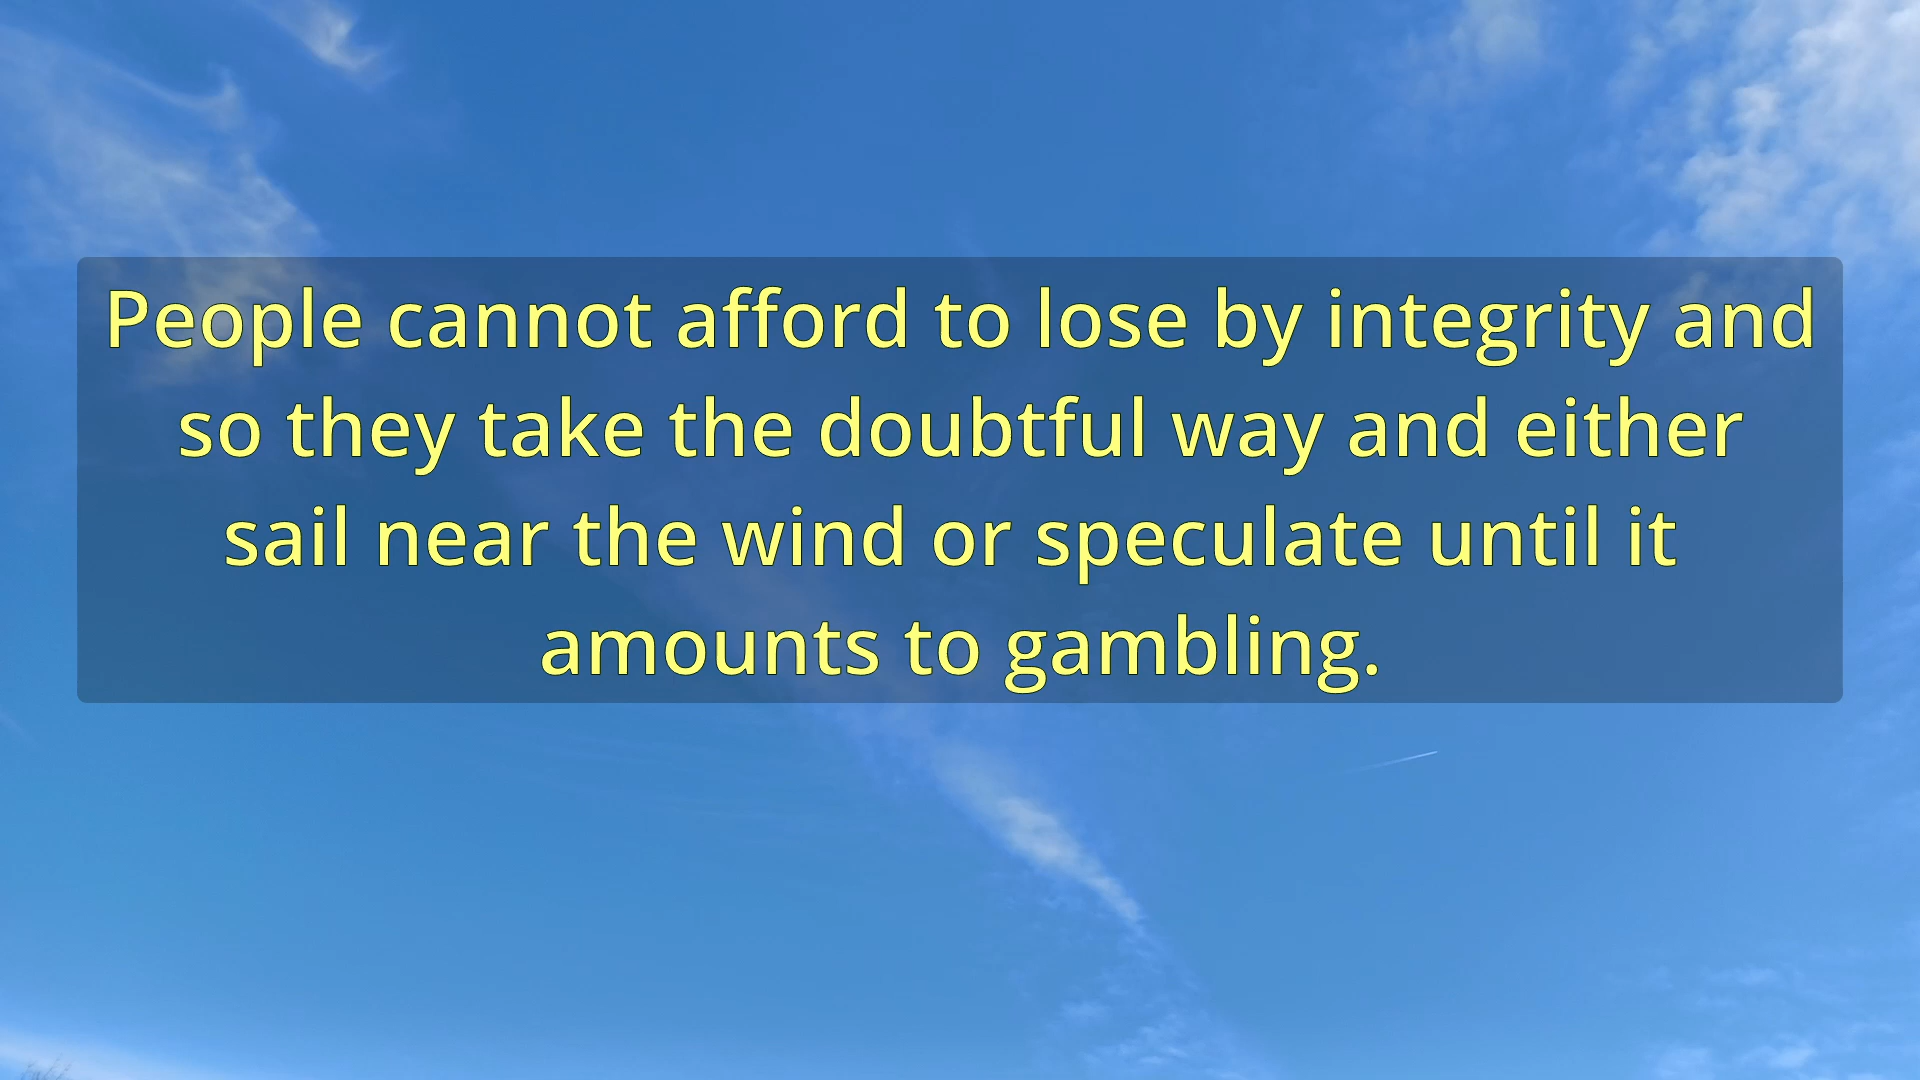 People cannot afford to lose by integrity and
so they take the doubtful way and either
sail near the wind or speculate until it
amounts to gambling.